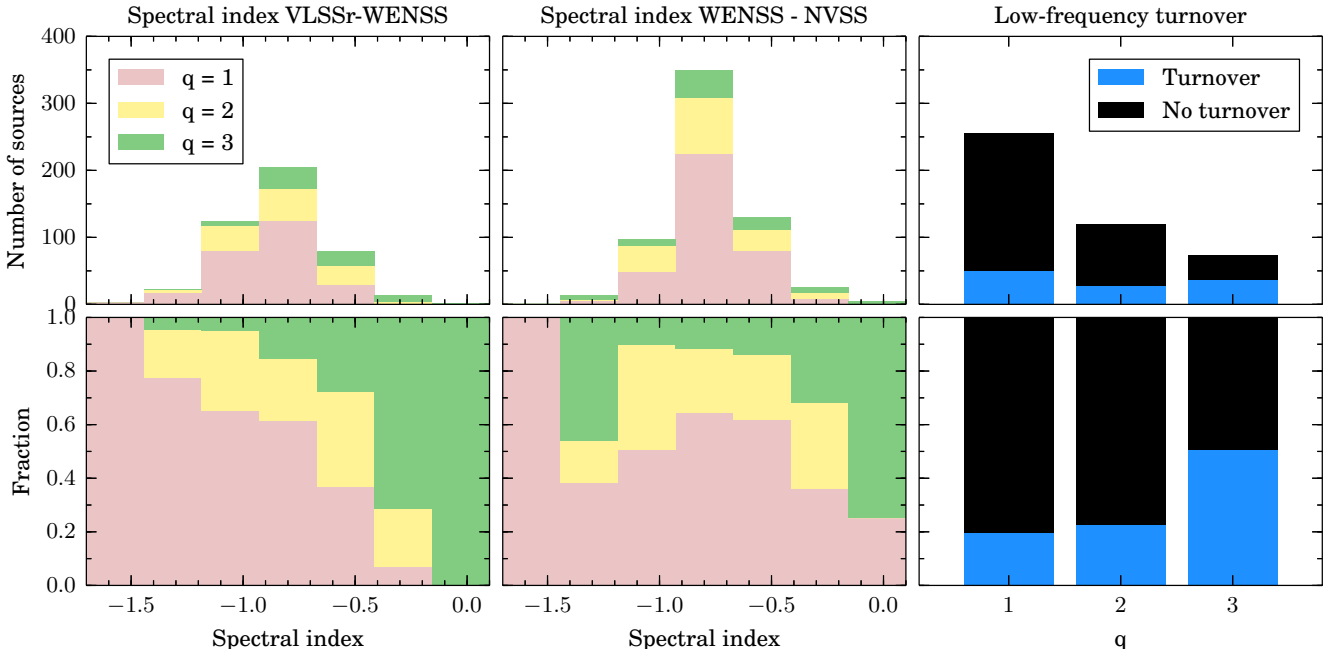 Spectral index VLSSr-WENSS
Spectral index WENSS - NVSS
Low-frequency turnover
400
300
200
100
0
Number of sources
q = 1
q = 2
q = 3
Turnover
No turnover
1.0
0.8
0.6
0.4
0.2
0.0
Fraction
−1.5 −1.0 −0.5 0.0
−1.5 −1.0 −0.5 0.0
1 2 3
Spectral index
Spectral index
q